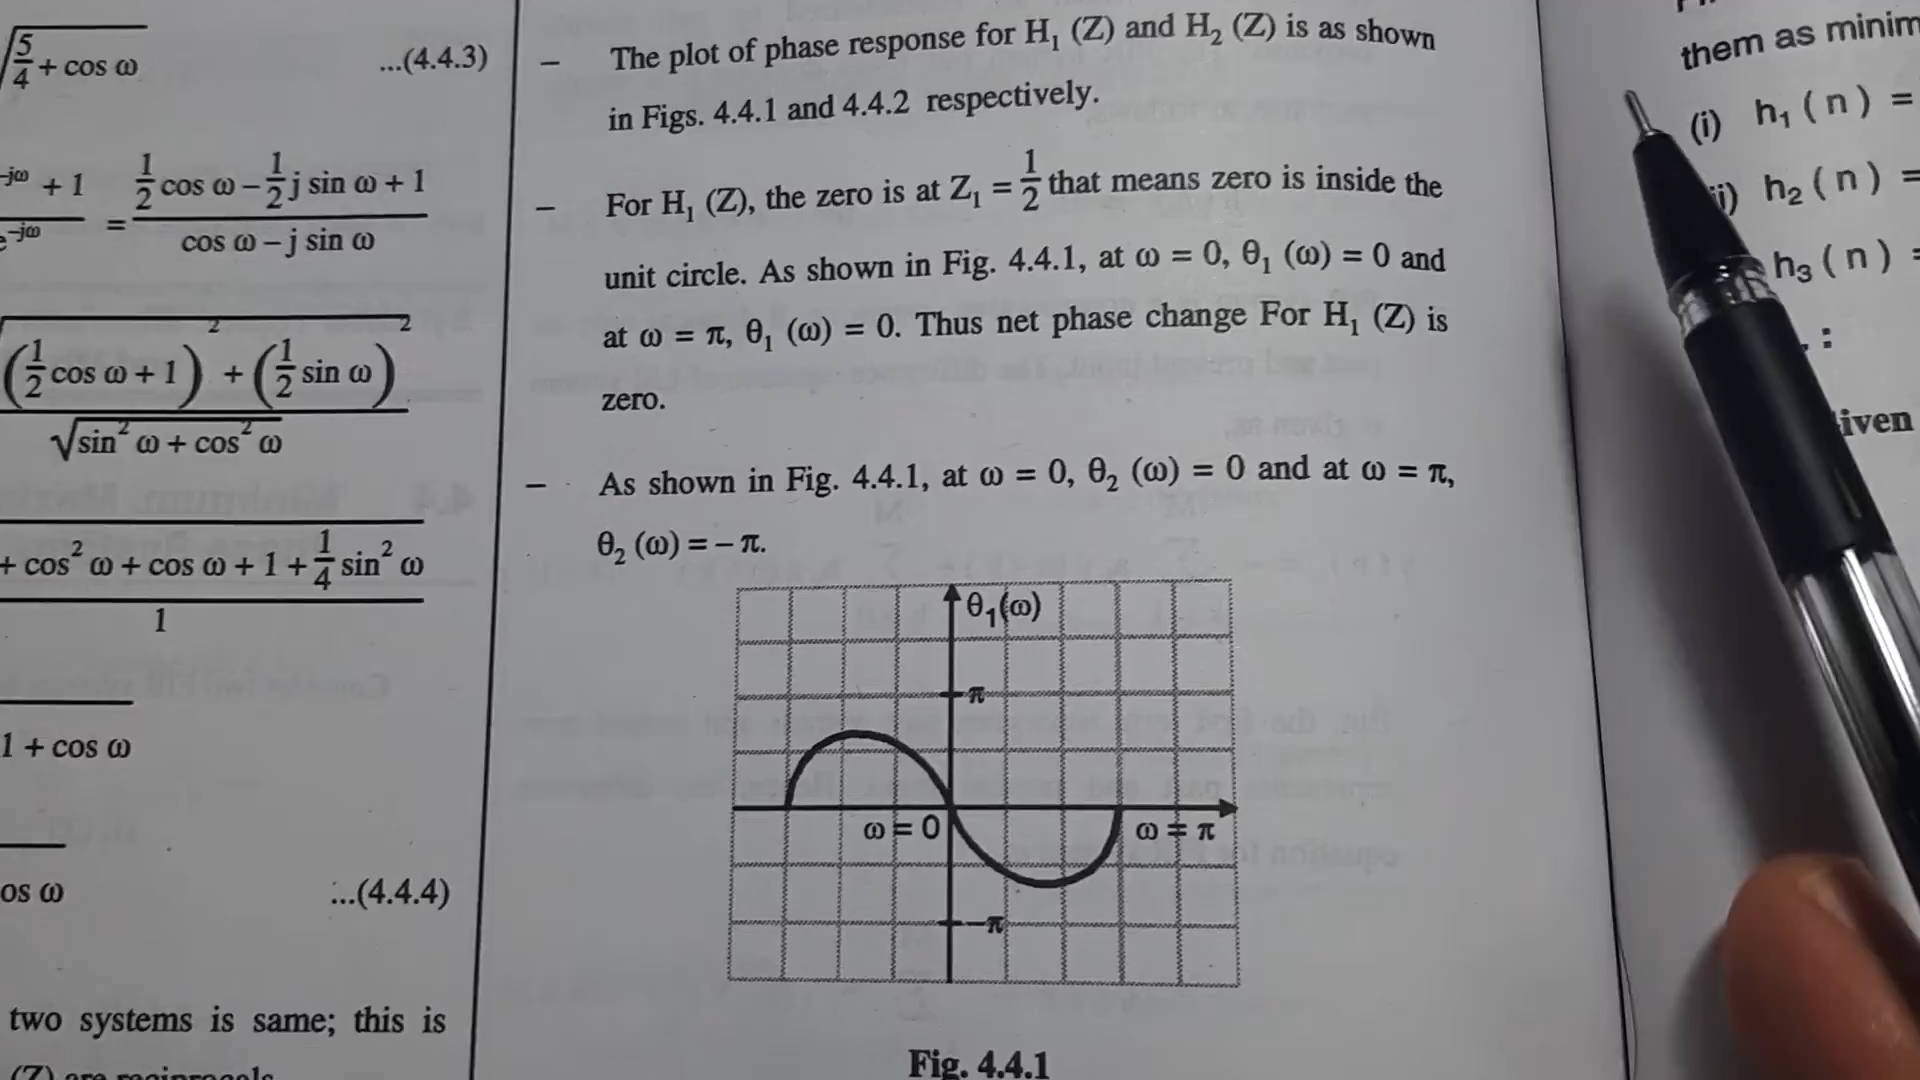 √5/4 + cos ω ...(4.4.3)
-jω + 1 / e-jω = 1/2 cos ω – 1/2 j sin ω + 1 / cos ω – j sin ω
(1/2 cos ω + 1)2 + (1/2 sin ω)2
√sin2 ω + cos2 ω
+ cos2 ω + cos ω + 1 + 1/4 sin2 ω
1
1 + cos ω
os ω ...(4.4.4)
two systems is same; this is
(Z) are reciprocals
– The plot of phase response for H1 (Z) and H2 (Z) is as shown
in Figs. 4.4.1 and 4.4.2 respectively.
– For H1 (Z), the zero is at Z1 = 1/2 that means zero is inside the
unit circle. As shown in Fig. 4.4.1, at ω = 0, θ1 (ω) = 0 and
at ω = π, θ1 (ω) = 0. Thus net phase change For H1 (Z) is
zero.
– As shown in Fig. 4.4.1, at ω = 0, θ2 (ω) = 0 and at ω = π,
θ2 (ω) = – π.
θ1(ω)
π
ω = 0 ω = π
–π
Fig. 4.4.1
them as minim
(i) h1 ( n ) =
h2 ( n ) =
h3 ( n ) =
iven